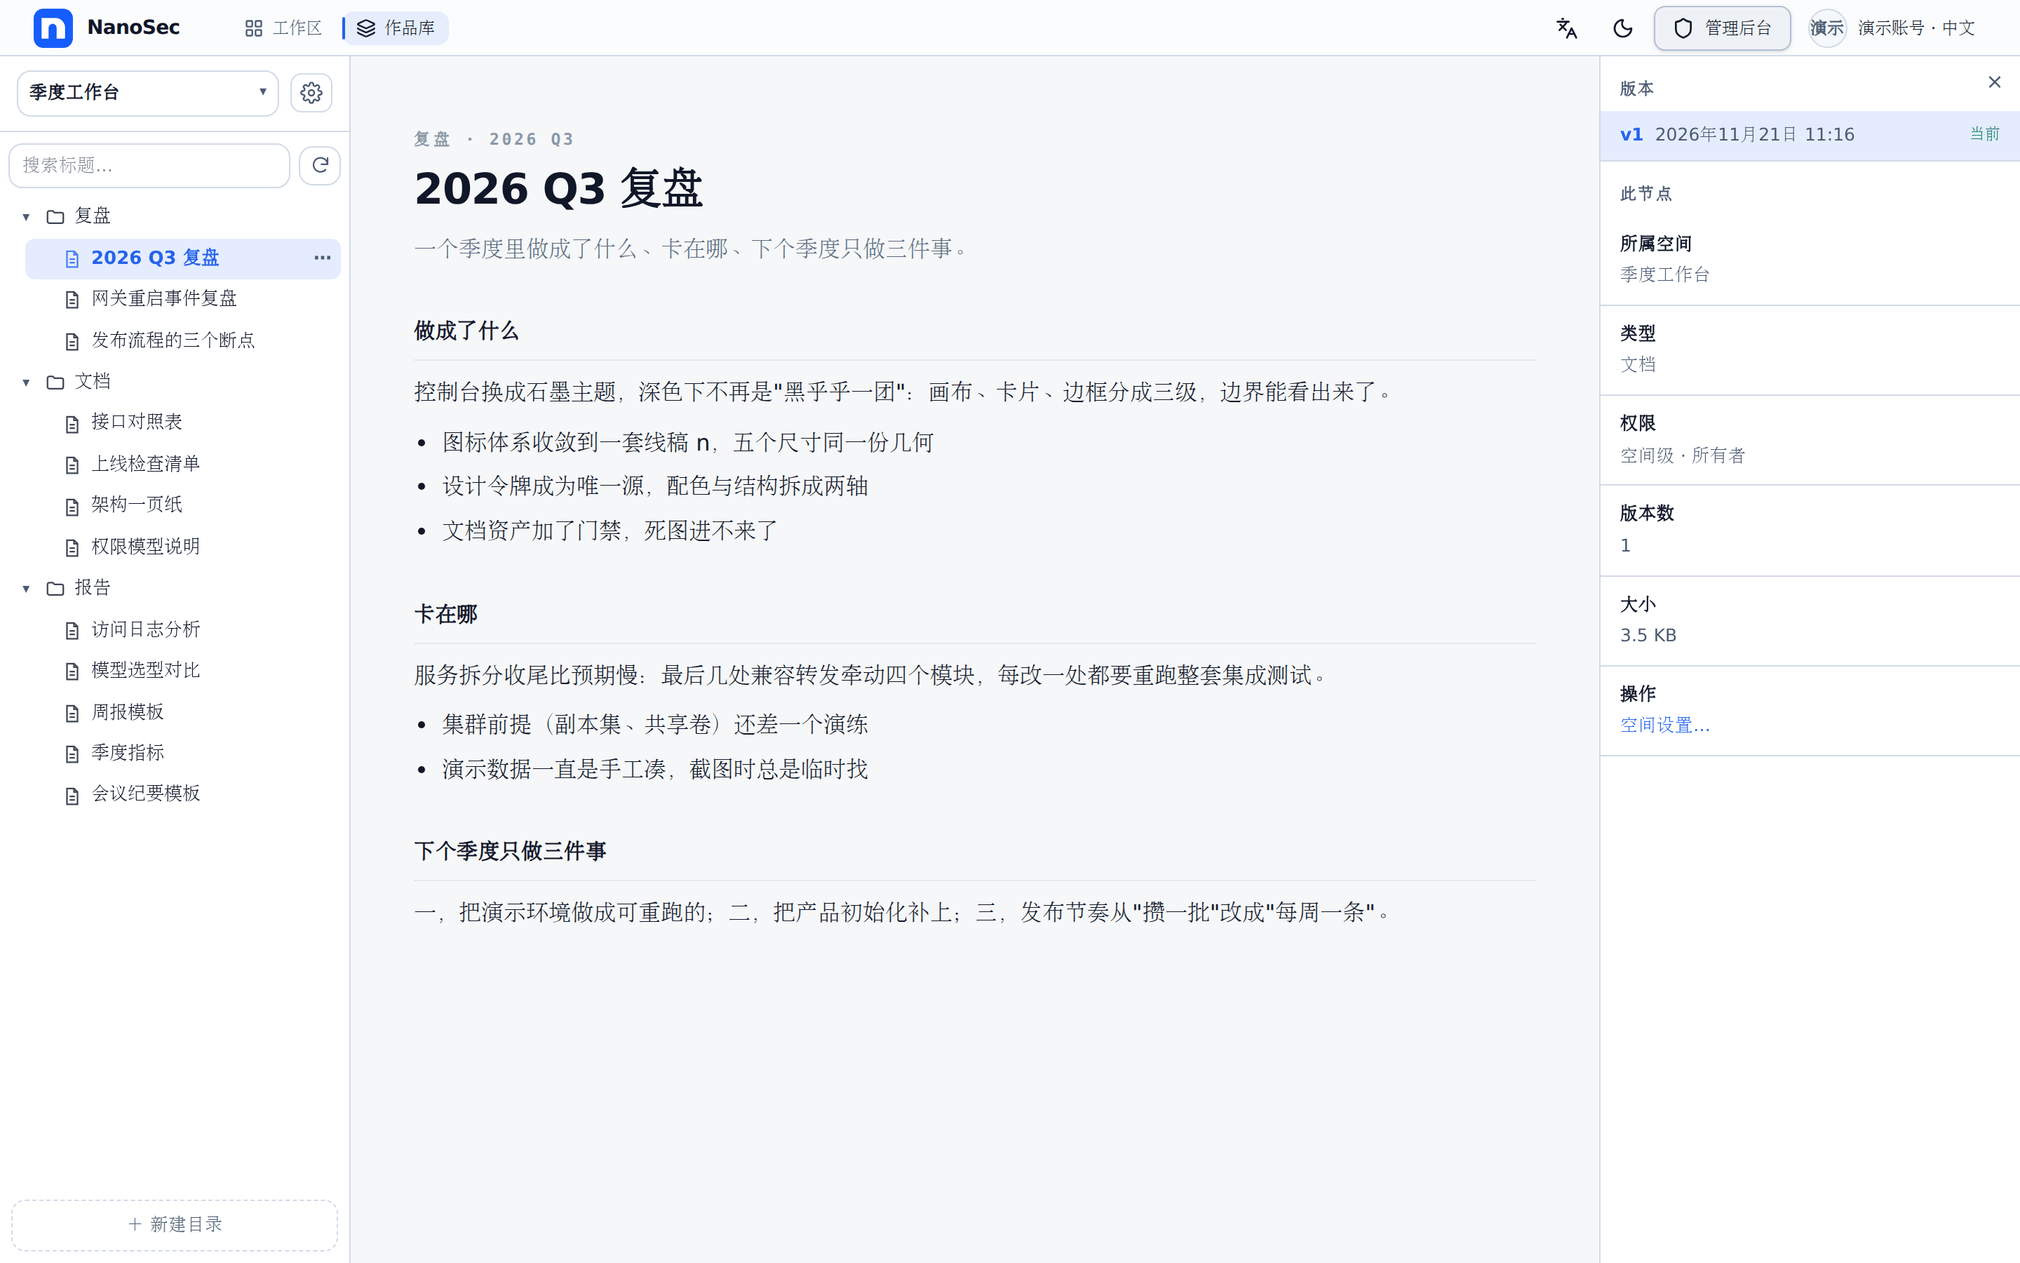 NanoSec
工作区
作品库
管理后台
演示
演示账号 · 中文
季度工作台
搜索标题...
复盘
2026 Q3 复盘
网关重启事件复盘
发布流程的三个断点
文档
接口对照表
上线检查清单
架构一页纸
权限模型说明
报告
访问日志分析
模型选型对比
周报模板
季度指标
会议纪要模板
+ 新建目录
复盘 · 2026 Q3
2026 Q3 复盘
一个季度里做成了什么、卡在哪、下个季度只做三件事。
做成了什么
控制台换成石墨主题，深色下不再是"黑乎乎一团"：画布、卡片、边框分成三级，边界能看出来了。
• 图标体系收敛到一套线稿 n，五个尺寸同一份几何
• 设计令牌成为唯一源，配色与结构拆成两轴
• 文档资产加了门禁，死图进不来了
卡在哪
服务拆分收尾比预期慢：最后几处兼容转发牵动四个模块，每改一处都要重跑整套集成测试。
• 集群前提（副本集、共享卷）还差一个演练
• 演示数据一直是手工凑，截图时总是临时找
下个季度只做三件事
一，把演示环境做成可重跑的；二，把产品初始化补上；三，发布节奏从"攒一批"改成"每周一条"。
版本
v1 2026年11月21日 11:16 当前
此节点
所属空间
季度工作台
类型
文档
权限
空间级 · 所有者
版本数
1
大小
3.5 KB
操作
空间设置...